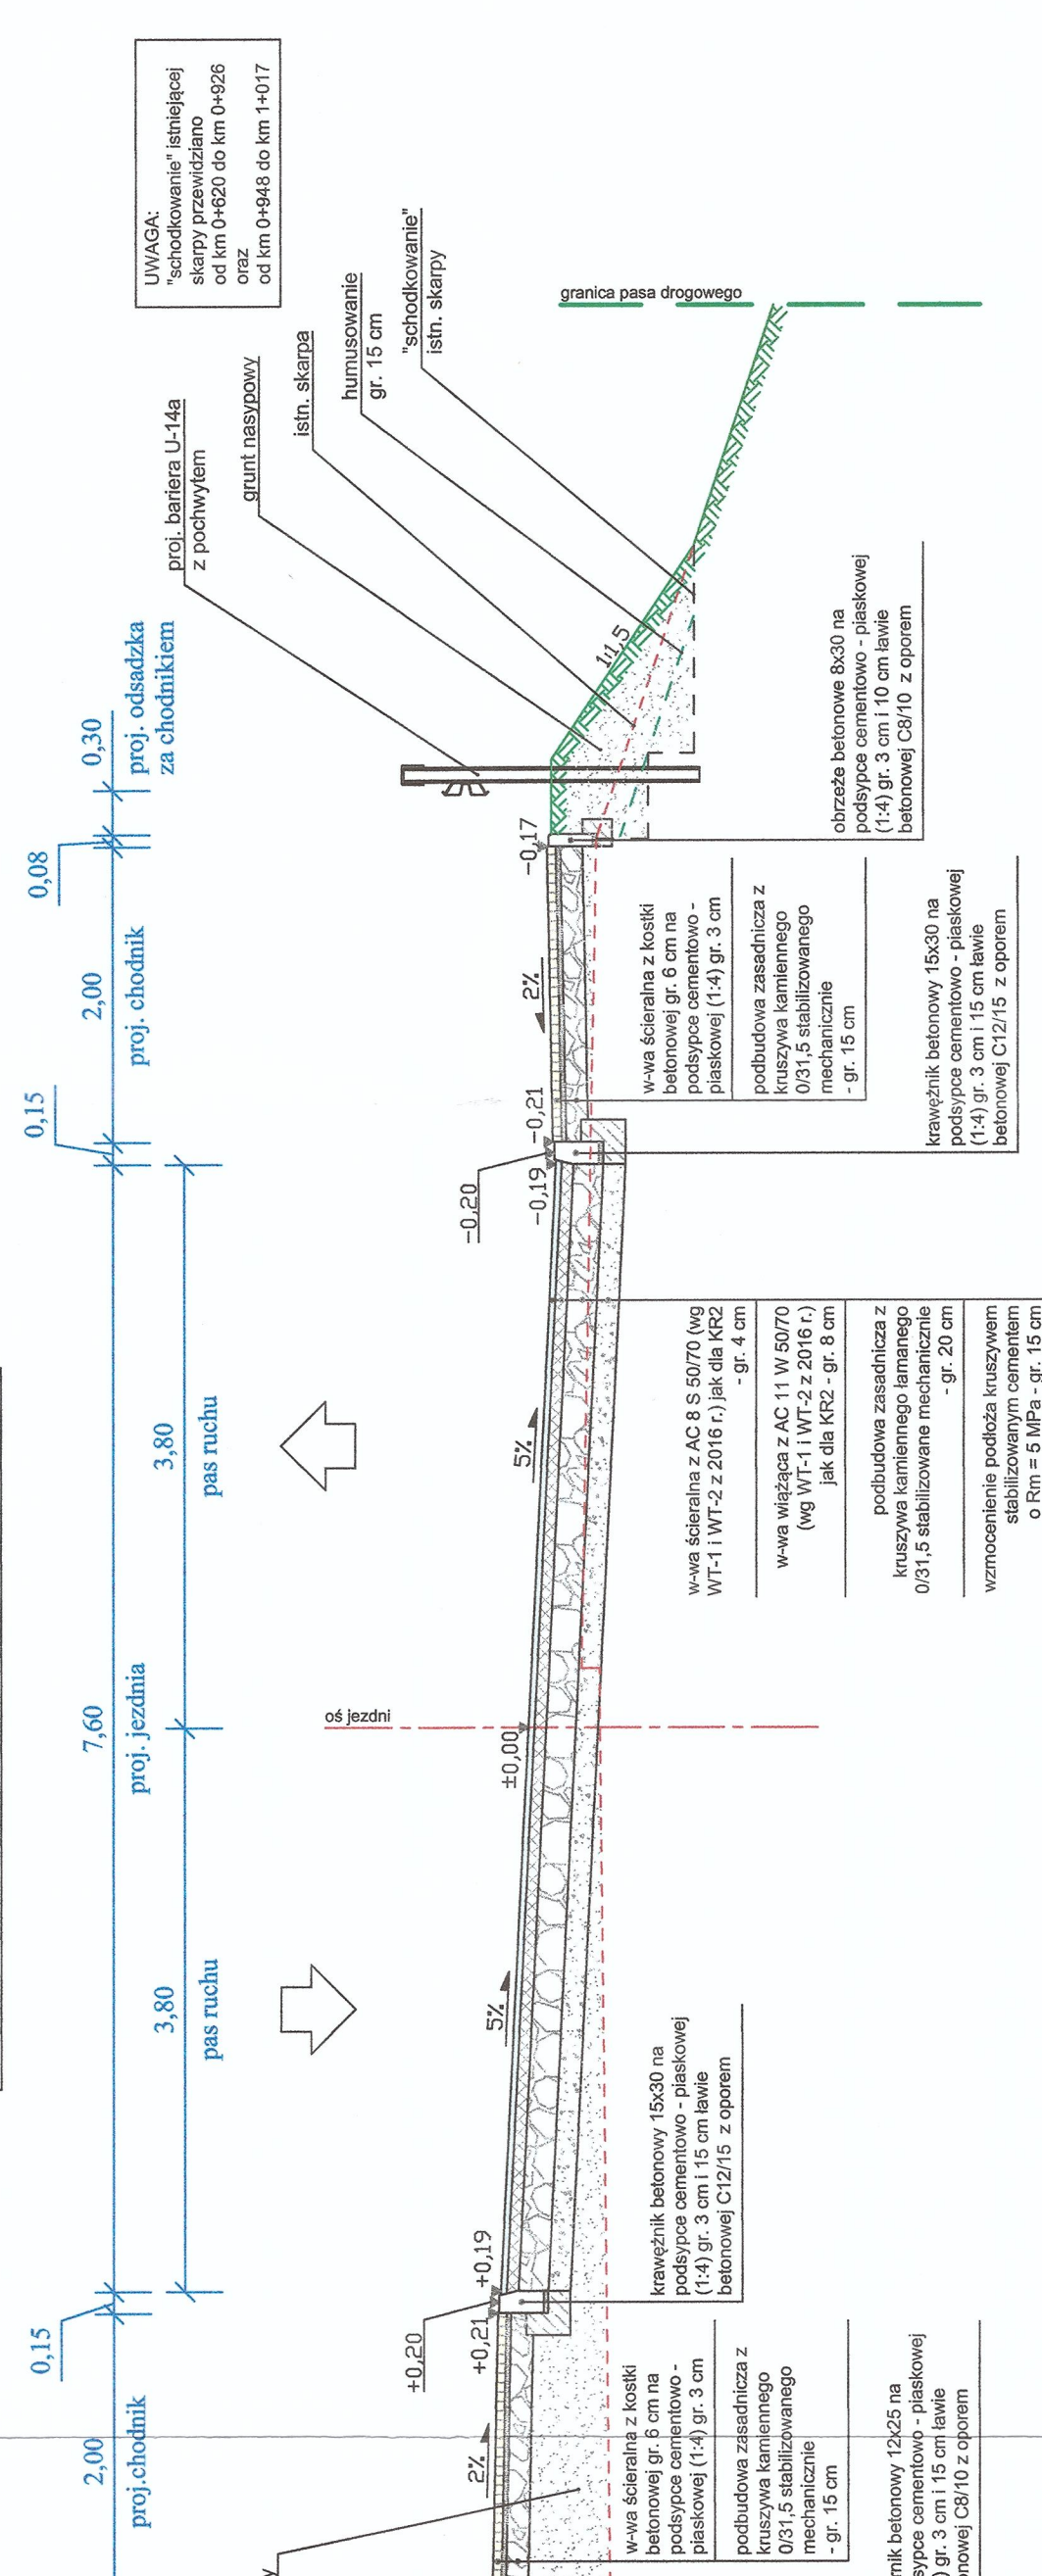 UWAGA:
"schodkowanie" istniejącej
skarpy przewidziano
od km 0+620 do km 0+926
oraz
od km 0+948 do km 1+017
granica pasa drogowego
"schodkowanie"
istn. skarpy
humusowanie
gr. 15 cm
istn. skarpa
grunt nasypowy
proj. bariera U-14a
z pochwytem
1:1,5
0,30
proj. odsadzka
za chodnikiem
0,08
2,00
proj. chodnik
0,15
7,60
proj. jezdnia
3,80
pas ruchu
3,80
pas ruchu
0,15
2,00
proj.chodnik
-0,17
2%
-0,21
-0,20
-0,19
5%
oś jezdni
±0,00
5%
+0,19
+0,20
+0,21
2%
obrzeże betonowe 8x30 na
podsypce cementowo - piaskowej
(1:4) gr. 3 cm i 10 cm ławie
betonowej C8/10 z oporem
w-wa ścieralna z kostki
betonowej gr. 6 cm na
podsypce cementowo -
piaskowej (1:4) gr. 3 cm
podbudowa zasadnicza z
kruszywa kamiennego
0/31,5 stabilizowanego
mechanicznie
- gr. 15 cm
krawężnik betonowy 15x30 na
podsypce cementowo - piaskowej
(1:4) gr. 3 cm i 15 cm ławie
betonowej C12/15 z oporem
w-wa ścieralna z AC 8 S 50/70 (wg
WT-1 i WT-2 z 2016 r.) jak dla KR2
- gr. 4 cm
w-wa wiążąca z AC 11 W 50/70
(wg WT-1 i WT-2 z 2016 r.)
jak dla KR2 - gr. 8 cm
podbudowa zasadnicza z
kruszywa kamiennego łamanego
0/31,5 stabilizowane mechanicznie
- gr. 20 cm
wzmocenienie podłoża kruszywem
stabilizowanym cementem
o Rm = 5 MPa - gr. 15 cm
krawężnik betonowy 15x30 na
podsypce cementowo - piaskowej
(1:4) gr. 3 cm i 15 cm ławie
betonowej C12/15 z oporem
w-wa ścieralna z kostki
betonowej gr. 6 cm na
podsypce cementowo -
piaskowej (1:4) gr. 3 cm
podbudowa zasadnicza z
kruszywa kamiennego
0/31,5 stabilizowanego
mechanicznie
- gr. 15 cm
betonowy 12x25 na
cementowo - piaskowej
gr. 3 cm i 15 cm ławie
C8/10 z oporem